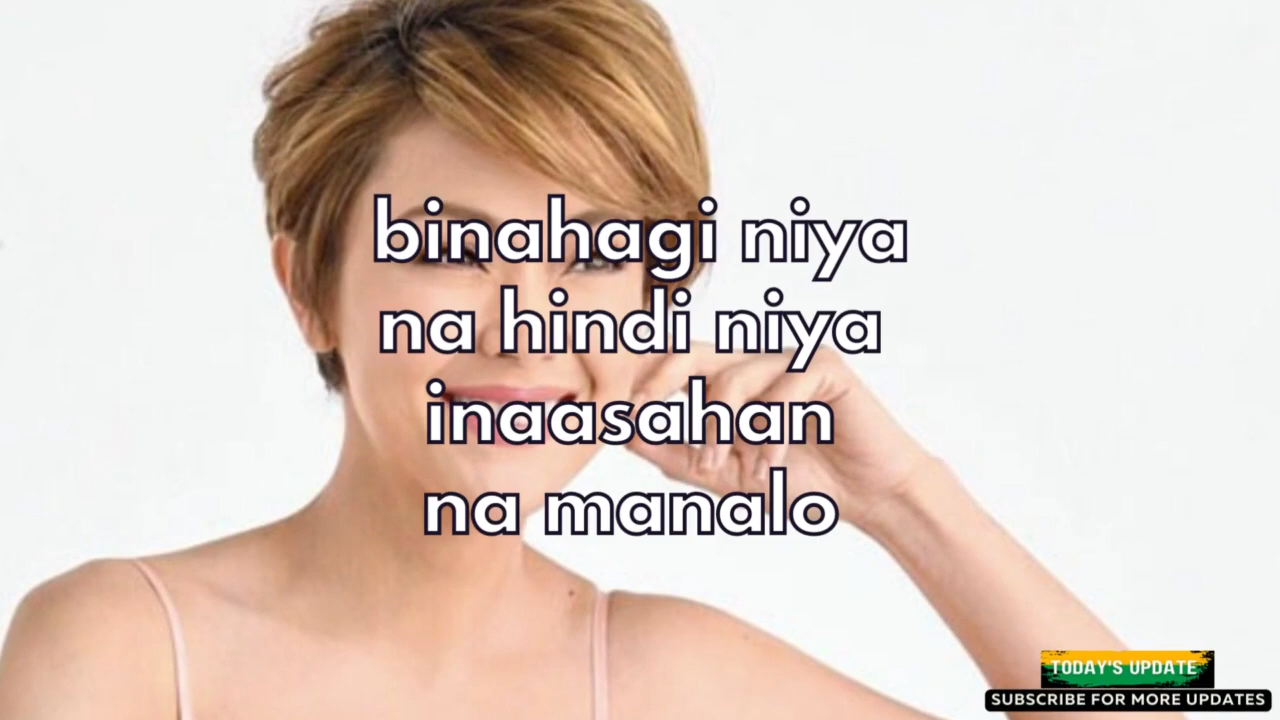 binahagi niya
na hindi niya
inaasahan
na manalo
TODAY'S UPDATE
SUBSCRIBE FOR MORE UPDATES